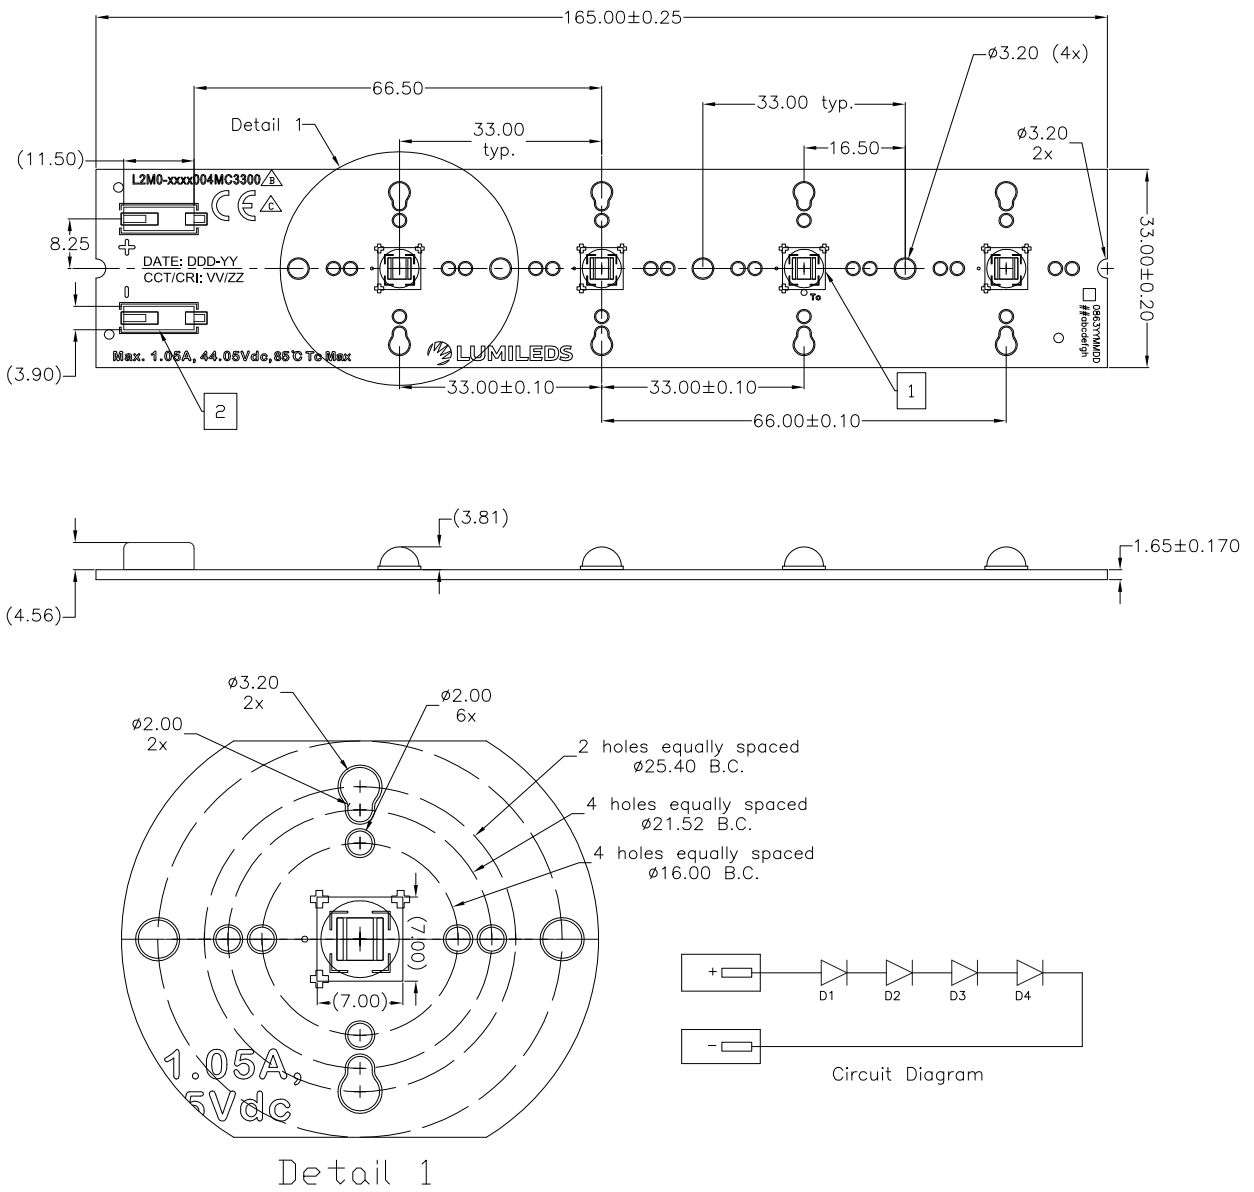 165.00±0.25
66.50
ø3.20 (4x)
33.00 typ.
Detail 1
33.00
typ.
ø3.20
2x
(11.50)
16.50
L2M0-xxxx004MC3300
B
CE
C
8.25
+
DATE: DDD-YY
CCT/CRI: VV/ZZ
33.00±0.20
-
Tc
0863YYMMDD
##abcdefgh
Max. 1.05A, 44.05Vdc,85℃ Tc Max
LUMILEDS
(3.90)
2
33.00±0.10
33.00±0.10
1
66.00±0.10
(3.81)
1.65±0.170
(4.56)
ø3.20
2x
ø2.00
6x
ø2.00
2x
2 holes equally spaced
ø25.40 B.C.
4 holes equally spaced
ø21.52 B.C.
4 holes equally spaced
ø16.00 B.C.
(7.00)
(7.00)
1.05A,
5Vdc
Detail 1
+
D1
D2
D3
D4
-
Circuit Diagram